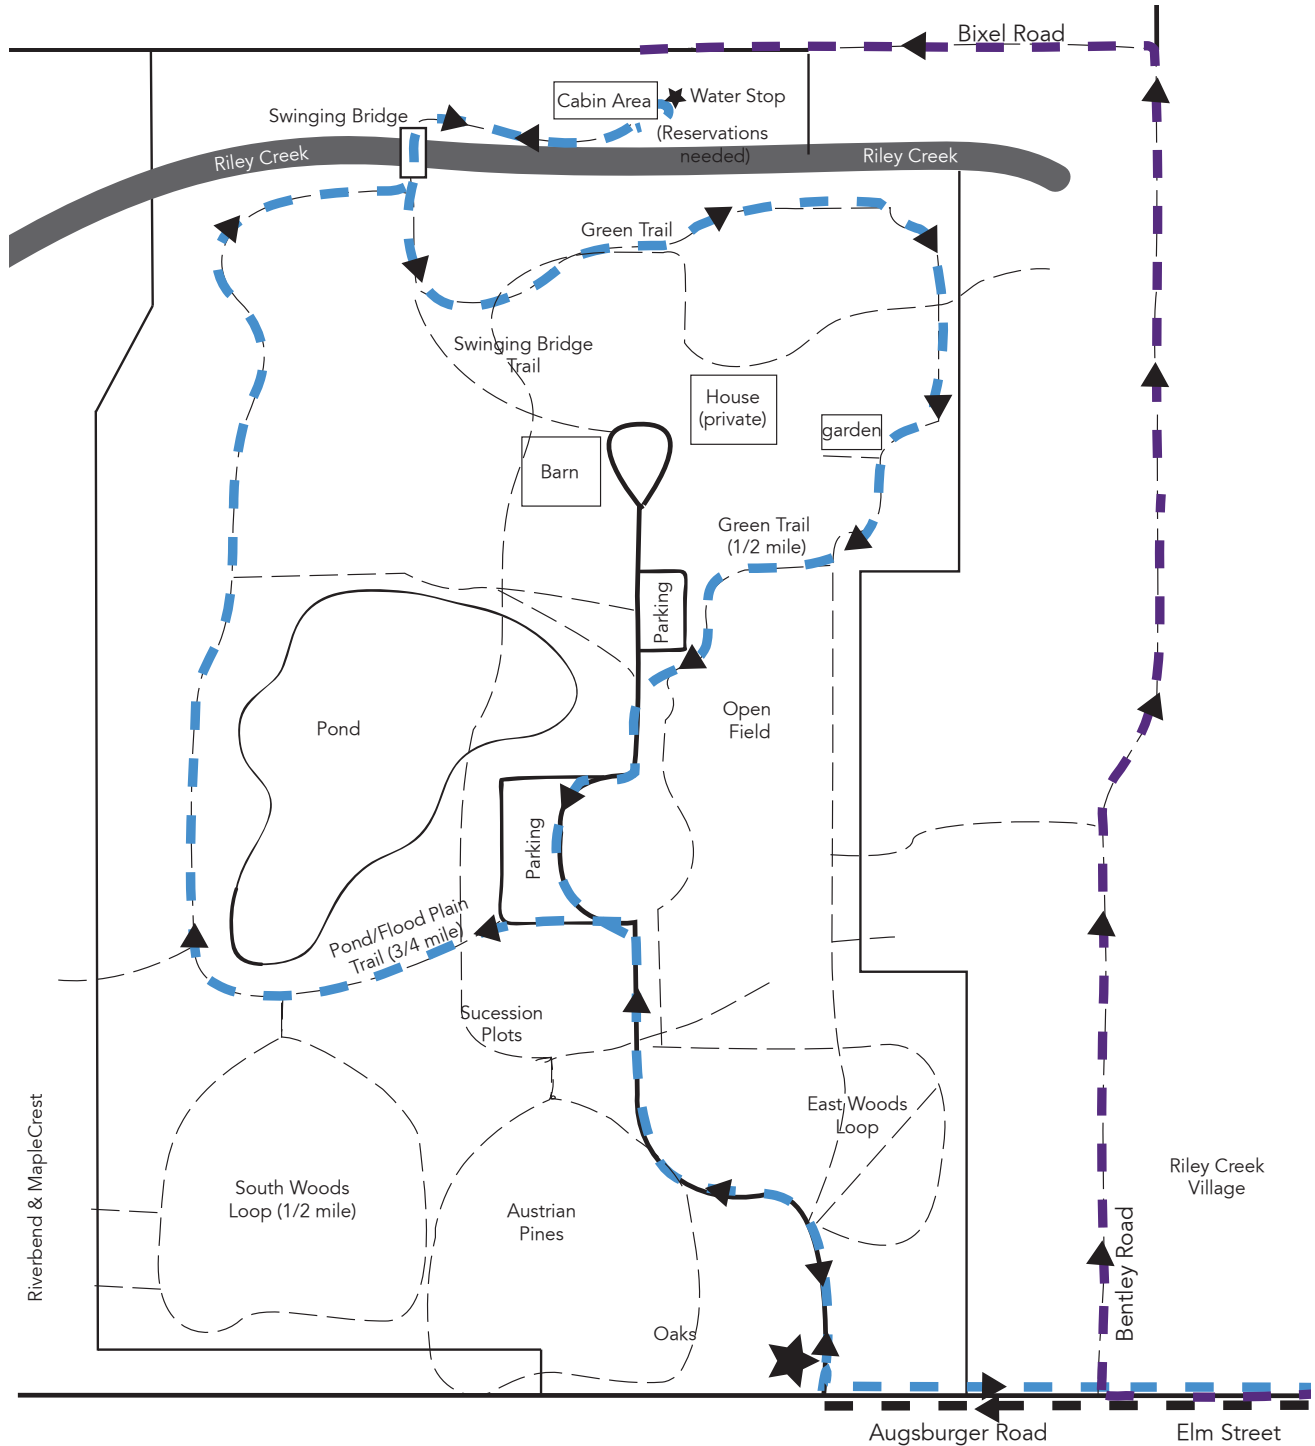 Bixel Road
Cabin Area
Water Stop
Swinging Bridge
(Reservations
needed)
Riley Creek
Riley Creek
Green Trail
Swinging Bridge
Trail
House
(private)
garden
Barn
Green Trail
(1/2 mile)
Parking
Pond
Open
Field
Parking
Pond/Flood Plain
Trail (3/4 mile)
Sucession
Plots
East Woods
Loop
Riverbend & MapleCrest
South Woods
Loop (1/2 mile)
Austrian
Pines
Riley Creek
Village
Bentley Road
Oaks
Augsburger Road
Elm Street